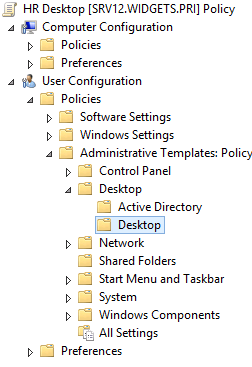 HR Desktop [SRV12.WIDGETS.PRI] Policy
Computer Configuration
Policies
Preferences
User Configuration
Policies
Software Settings
Windows Settings
Administrative Templates: Policy
Control Panel
Desktop
Active Directory
Desktop
Network
Shared Folders
Start Menu and Taskbar
System
Windows Components
All Settings
Preferences